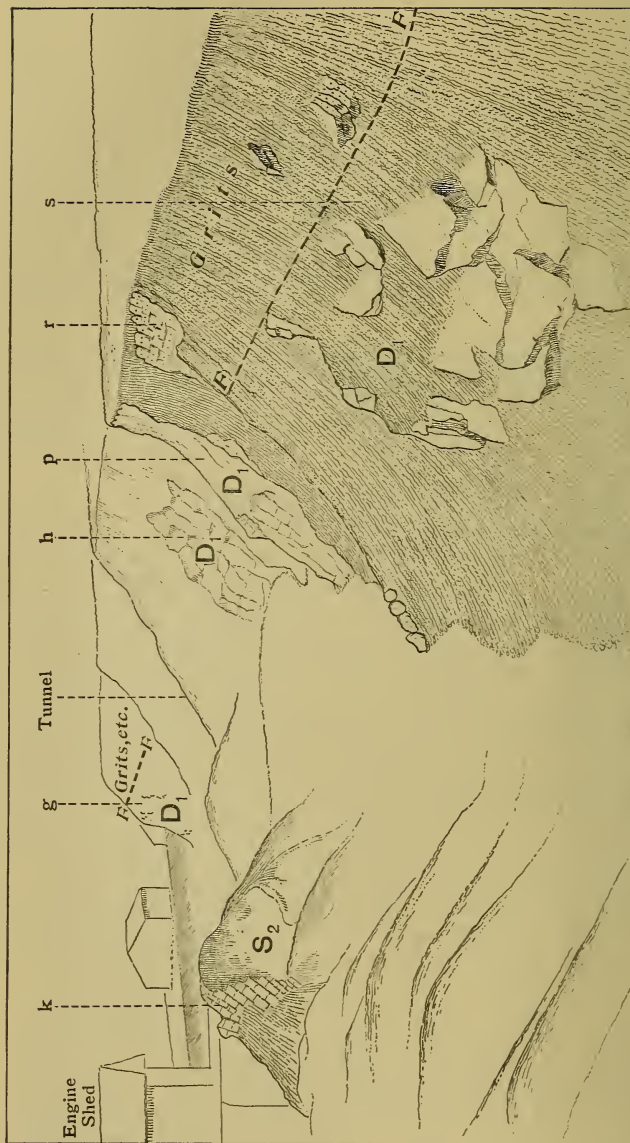 Engine
Shed
k
g
Tunnel
h
p
r
s
Grits, etc.
F
F
D₁
S₂
D
D₁
Grits
F
F
D₁